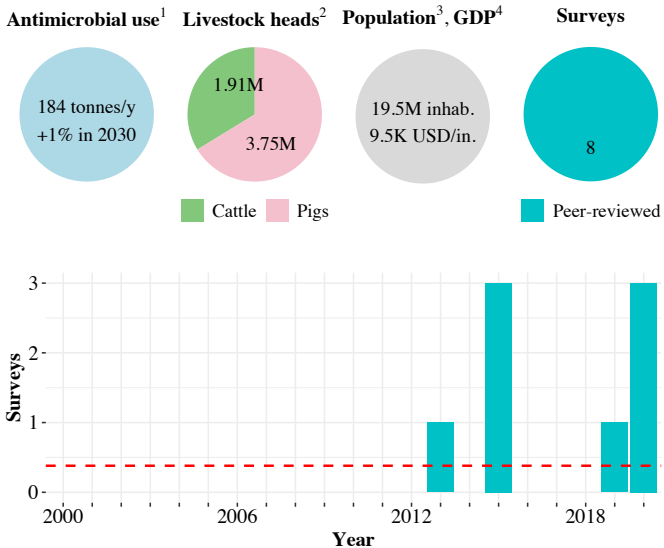 Antimicrobial use¹ Livestock heads² Population³, GDP⁴ Surveys
184 tonnes/y
+1% in 2030
1.91M
3.75M
19.5M inhab.
9.5K USD/in.
8
Cattle Pigs
Peer-reviewed
Surveys
3
2
1
0
2000 2006 2012 2018
Year